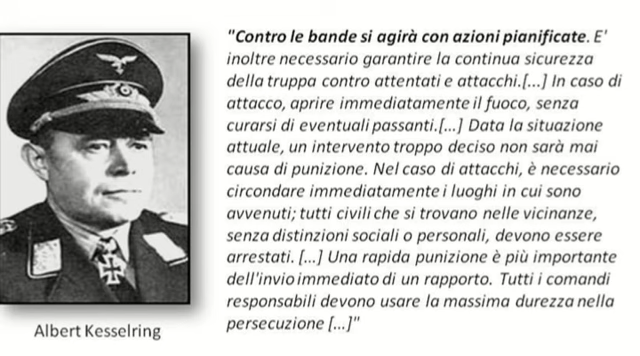 "Contro le bande si agirà con azioni pianificate. E'
inoltre necessario garantire la continua sicurezza
della truppa contro attentati e attacchi.[...] In caso di
attacco, aprire immediatamente il fuoco, senza
curarsi di eventuali passanti.[...] Data la situazione
attuale, un intervento troppo deciso non sarà mai
causa di punizione. Nel caso di attacchi, è necessario
circondare immediatamente i luoghi in cui sono
avvenuti; tutti civili che si trovano nelle vicinanze,
senza distinzioni sociali o personali, devono essere
arrestati. [...] Una rapida punizione è più importante
dell'invio immediato di un rapporto. Tutti i comandi
responsabili devono usare la massima durezza nella
persecuzione [...]"
Albert Kesselring